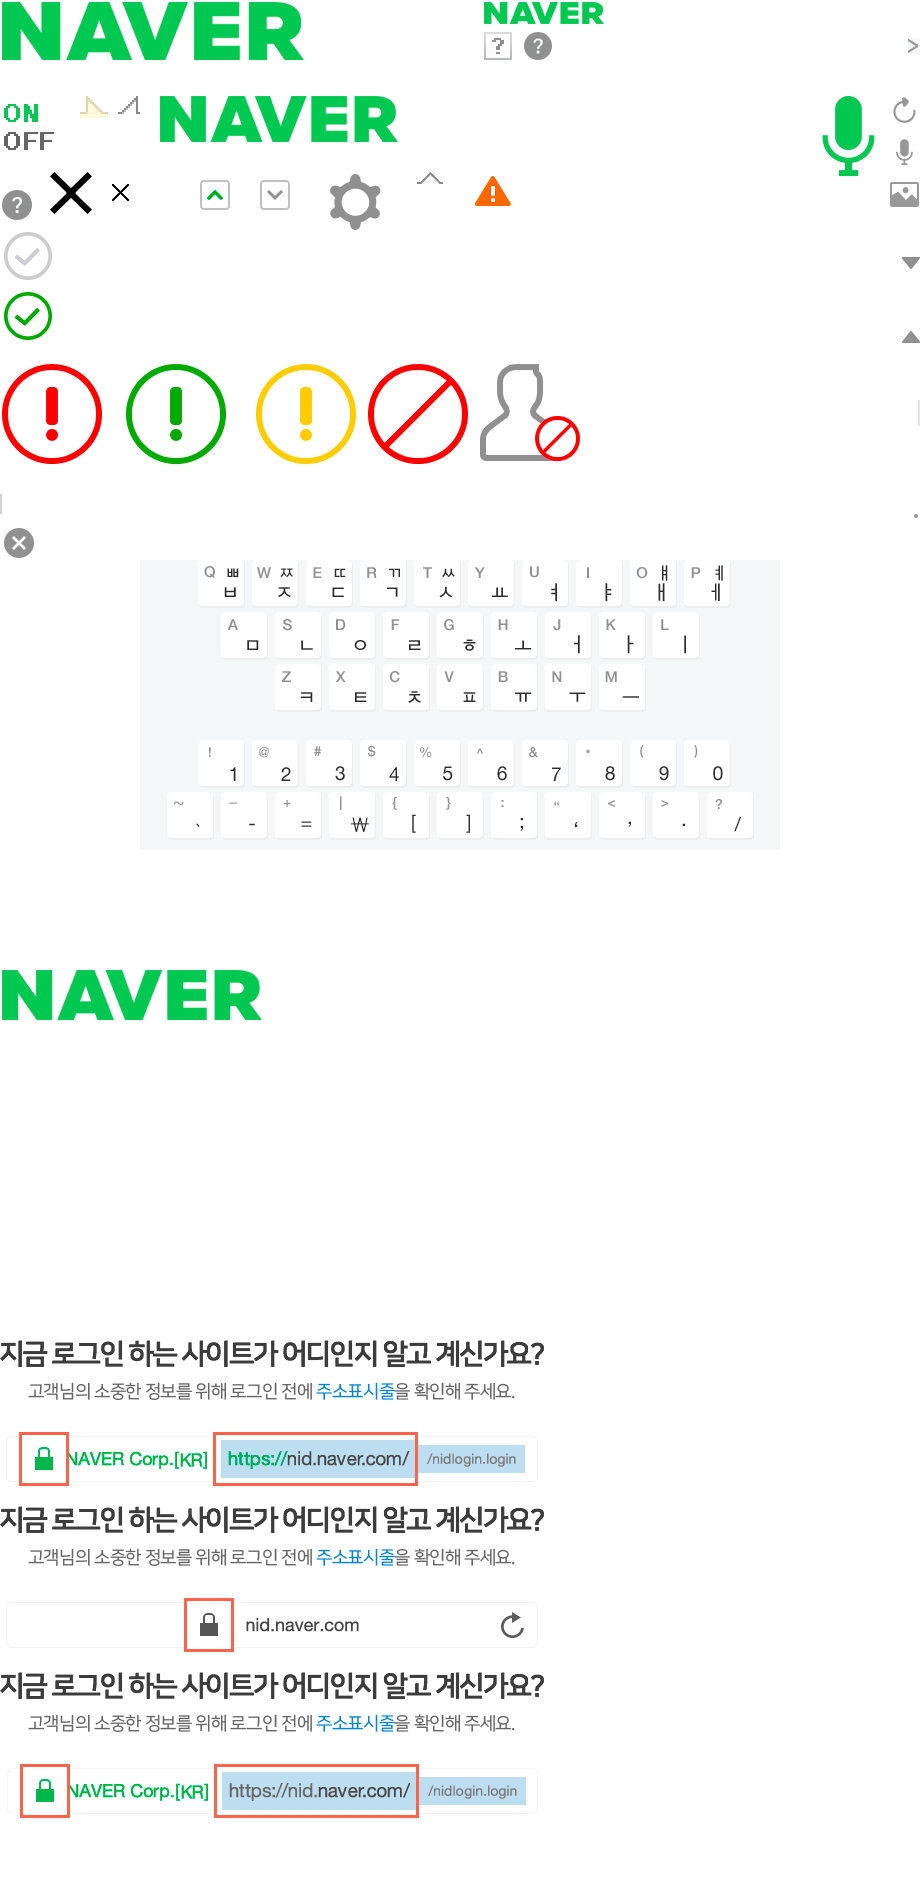 NAVER
NAVER
?
?
>
ON
OFF
NAVER
?
Q ㅃ ㅂ W ㅉ ㅈ E ㄸ ㄷ R ㄲ ㄱ T ㅆ ㅅ Y ㅛ U ㅕ I ㅑ O ㅒ ㅐ P ㅖ ㅔ
A ㅁ S ㄴ D ㅇ F ㄹ G ㅎ H ㅗ J ㅓ K ㅏ L ㅣ
Z ㅋ X ㅌ C ㅊ V ㅍ B ㅠ N ㅜ M ㅡ
! 1 @ 2 # 3 $ 4 % 5 ^ 6 & 7 * 8 ( 9 ) 0
~ 、 − - + = | ₩ { [ } ] : ; “ ‘ < , > . ? /
NAVER
지금 로그인 하는 사이트가 어디인지 알고 계신가요?
고객님의 소중한 정보를 위해 로그인 전에 주소표시줄을 확인해 주세요.
NAVER Corp.[KR] https://nid.naver.com/ /nidlogin.login
지금 로그인 하는 사이트가 어디인지 알고 계신가요?
고객님의 소중한 정보를 위해 로그인 전에 주소표시줄을 확인해 주세요.
nid.naver.com
지금 로그인 하는 사이트가 어디인지 알고 계신가요?
고객님의 소중한 정보를 위해 로그인 전에 주소표시줄을 확인해 주세요.
NAVER Corp.[KR] https://nid.naver.com/ /nidlogin.login